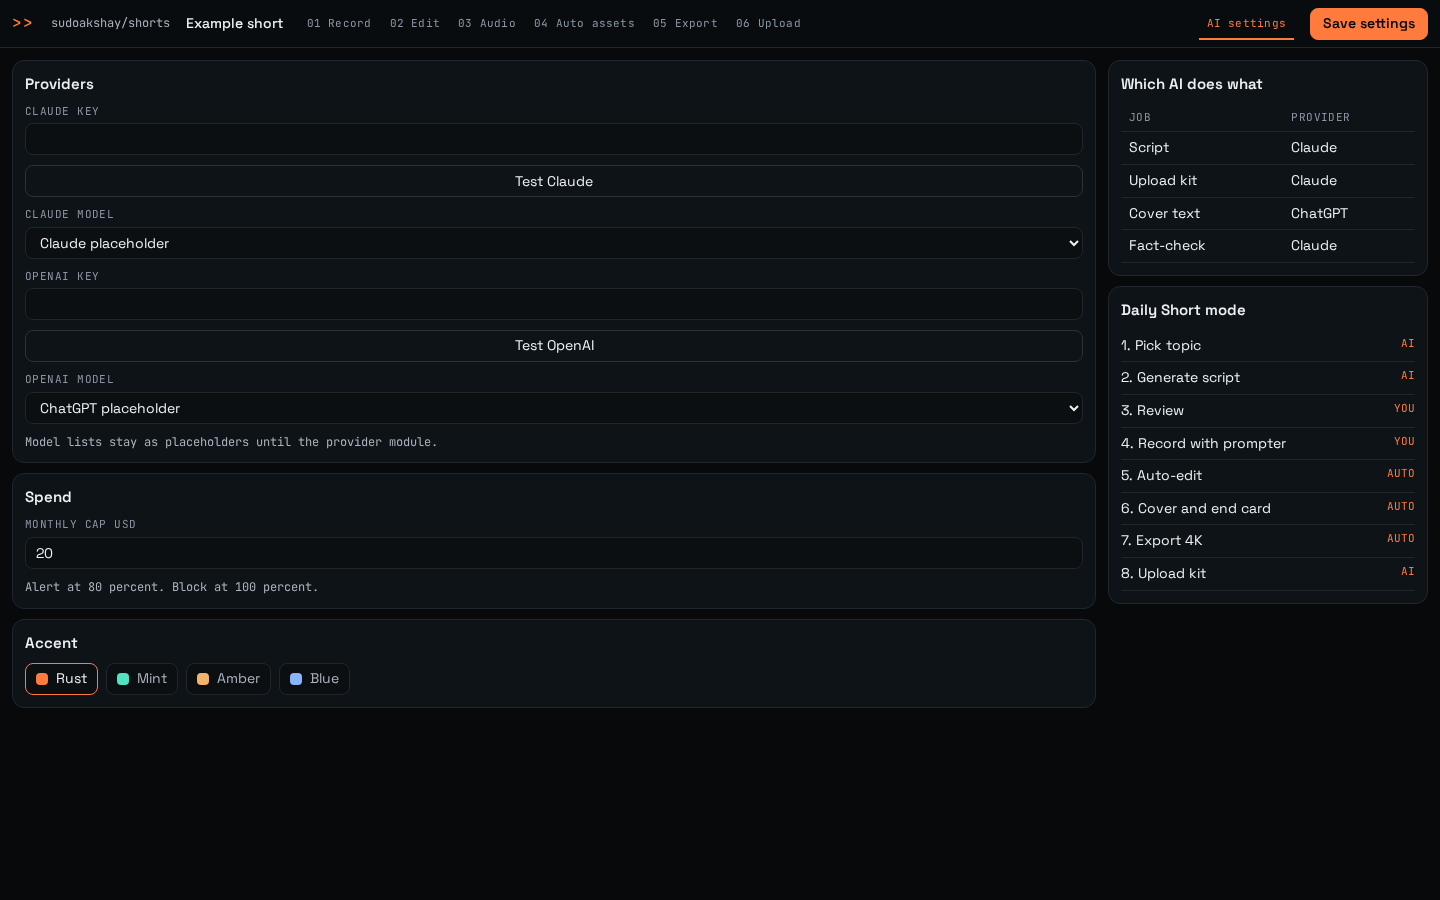 >> sudoakshay/shorts Example short 01 Record 02 Edit 03 Audio 04 Auto assets 05 Export 06 Upload AI settings Save settings
Providers
CLAUDE KEY
Test Claude
CLAUDE MODEL
Claude placeholder
OPENAI KEY
Test OpenAI
OPENAI MODEL
ChatGPT placeholder
Model lists stay as placeholders until the provider module.
Spend
MONTHLY CAP USD
20
Alert at 80 percent. Block at 100 percent.
Accent
Rust Mint Amber Blue
Which AI does what
JOB PROVIDER
Script Claude
Upload kit Claude
Cover text ChatGPT
Fact-check Claude
Daily Short mode
1. Pick topic AI
2. Generate script AI
3. Review YOU
4. Record with prompter YOU
5. Auto-edit AUTO
6. Cover and end card AUTO
7. Export 4K AUTO
8. Upload kit AI